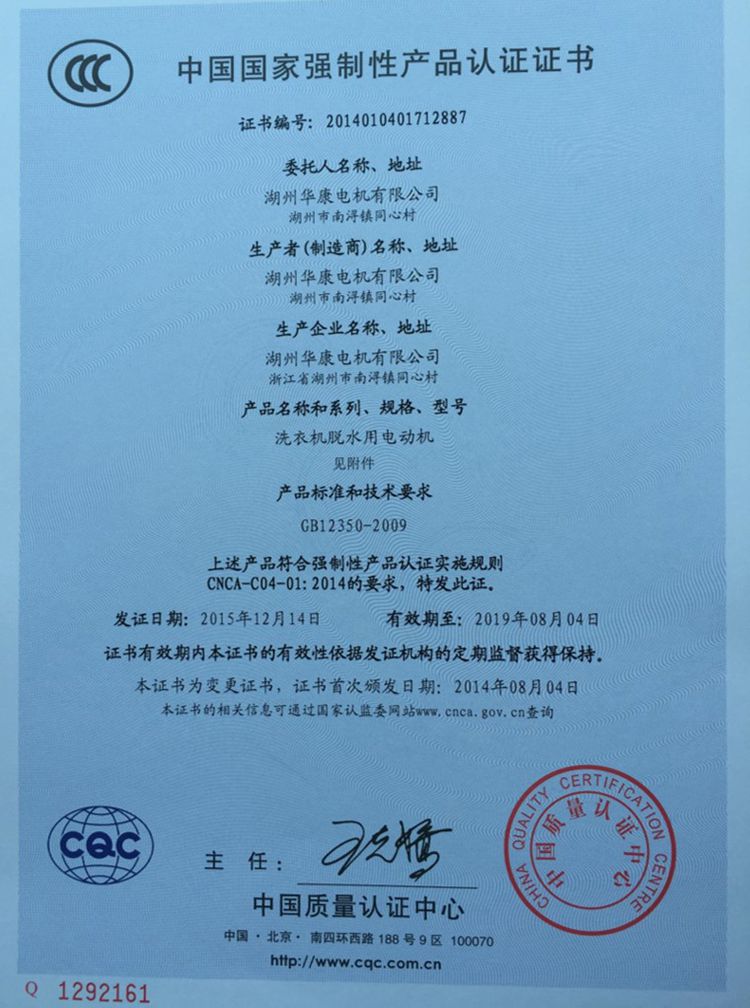 CCC
中国国家强制性产品认证证书
证书编号：2014010401712887
委托人名称、地址
湖州华康电机有限公司
湖州市南浔镇同心村
生产者(制造商)名称、地址
湖州华康电机有限公司
湖州市南浔镇同心村
生产企业名称、地址
湖州华康电机有限公司
浙江省湖州市南浔镇同心村
产品名称和系列、规格、型号
洗衣机脱水用电动机
见附件
产品标准和技术要求
GB12350-2009
上述产品符合强制性产品认证实施规则
CNCA-C04-01:2014的要求，特发此证。
发证日期：2015年12月14日 有效期至：2019年08月04日
证书有效期内本证书的有效性依据发证机构的定期监督获得保持。
本证书为变更证书，证书首次颁发日期：2014年08月04日
本证书的相关信息可通过国家认监委网站www.cnca.gov.cn查询
CQC
主 任：
中国质量认证中心
中国·北京·南四环西路188号9区 100070
http://www.cqc.com.cn
CHINA QUALITY CERTIFICATION CENTRE
中国质量认证中心
Q 1292161